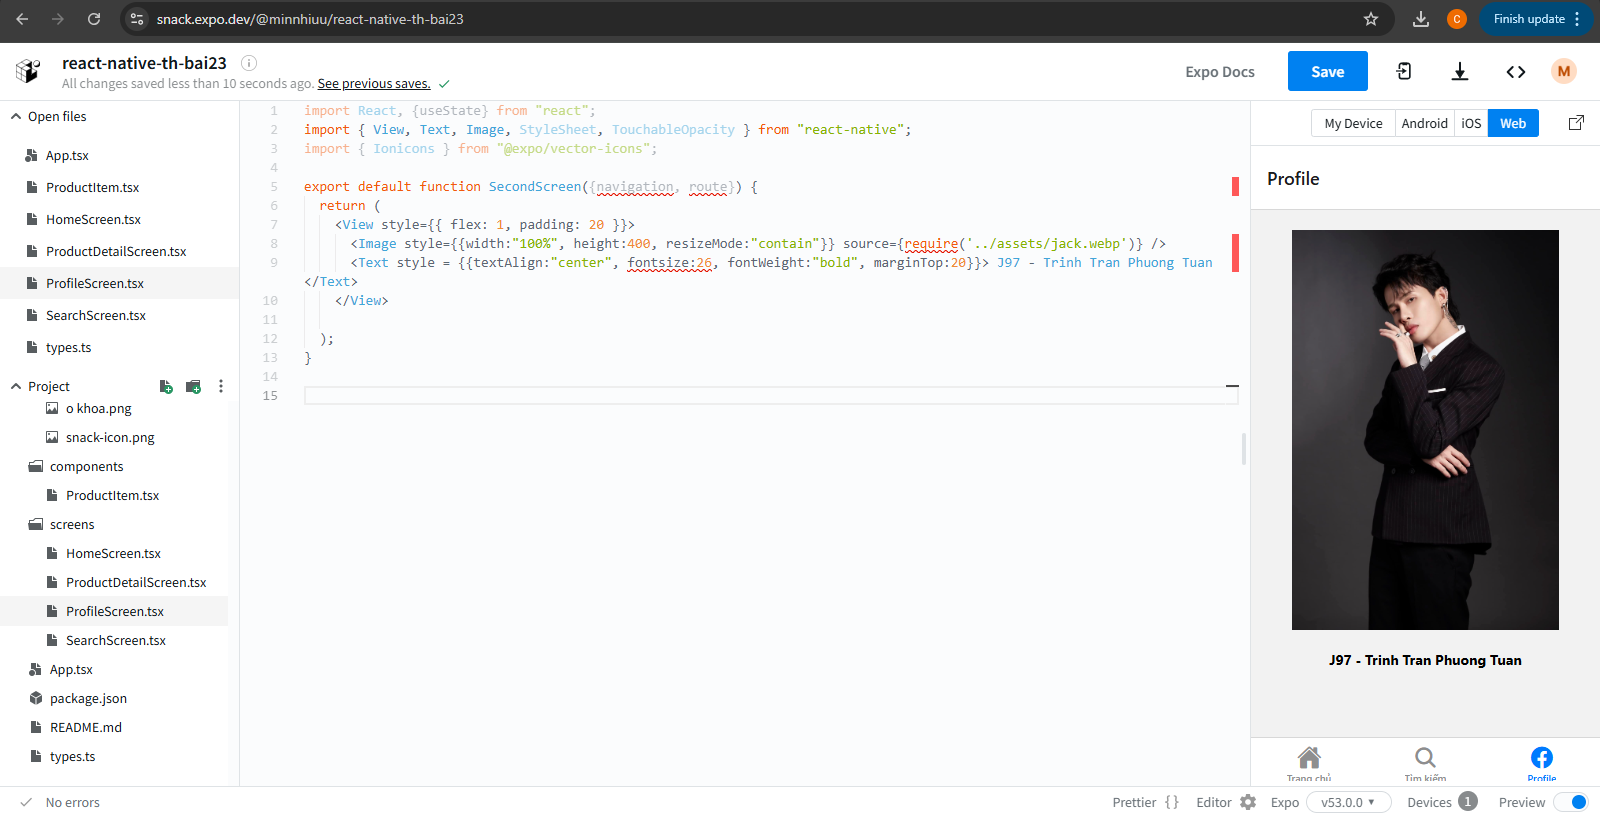 snack.expo.dev/@minnhiuu/react-native-th-bai23
C
Finish update
react-native-th-bai23
All changes saved less than 10 seconds ago. See previous saves.
Expo Docs
Save
M
Open files
App.tsx
ProductItem.tsx
HomeScreen.tsx
ProductDetailScreen.tsx
ProfileScreen.tsx
SearchScreen.tsx
types.ts
Project
o khoa.png
snack-icon.png
components
ProductItem.tsx
screens
HomeScreen.tsx
ProductDetailScreen.tsx
ProfileScreen.tsx
SearchScreen.tsx
App.tsx
package.json
README.md
types.ts
1 import React, {useState} from "react";
2 import { View, Text, Image, StyleSheet, TouchableOpacity } from "react-native";
3 import { Ionicons } from "@expo/vector-icons";
4
5 export default function SecondScreen({navigation, route}) {
6 return (
7 <View style={{ flex: 1, padding: 20 }}>
8 <Image style={{width:"100%", height:400, resizeMode:"contain"}} source={require('../assets/jack.webp')} />
9 <Text style = {{textAlign:"center", fontsize:26, fontWeight:"bold", marginTop:20}}> J97 - Trinh Tran Phuong Tuan
</Text>
10 </View>
11
12 );
13 }
14
15
My Device Android iOS Web
Profile
J97 - Trinh Tran Phuong Tuan
Trang chủ
Tìm kiếm
Profile
No errors
Prettier {} Editor Expo v53.0.0 Devices 1 Preview